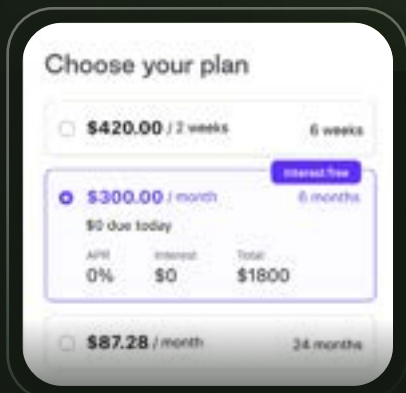 Choose your plan
$420.00 / 2 weeks 6 weeks
Interest free
$300.00 / month 6 months
$0 due today
APR Interest Total
0% $0 $1800
$87.28 / month 24 months